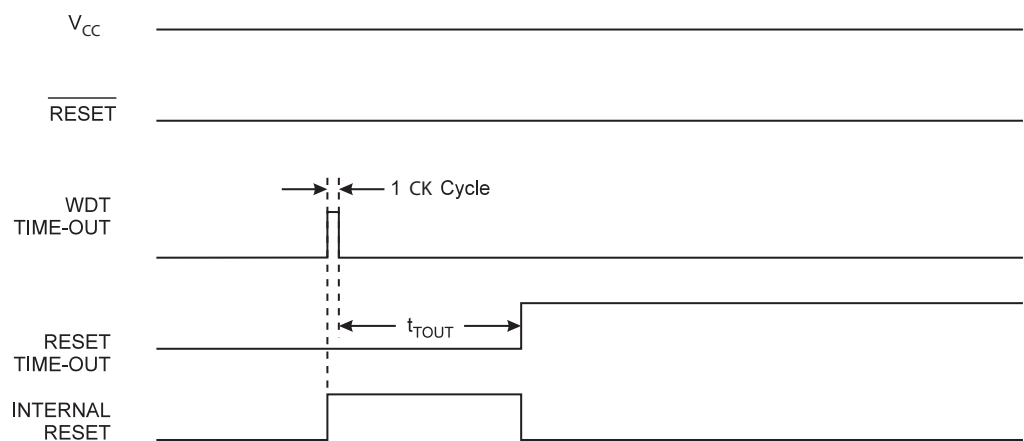 VCC
RESET
1 CK Cycle
WDT
TIME-OUT
tTOUT
RESET
TIME-OUT
INTERNAL
RESET